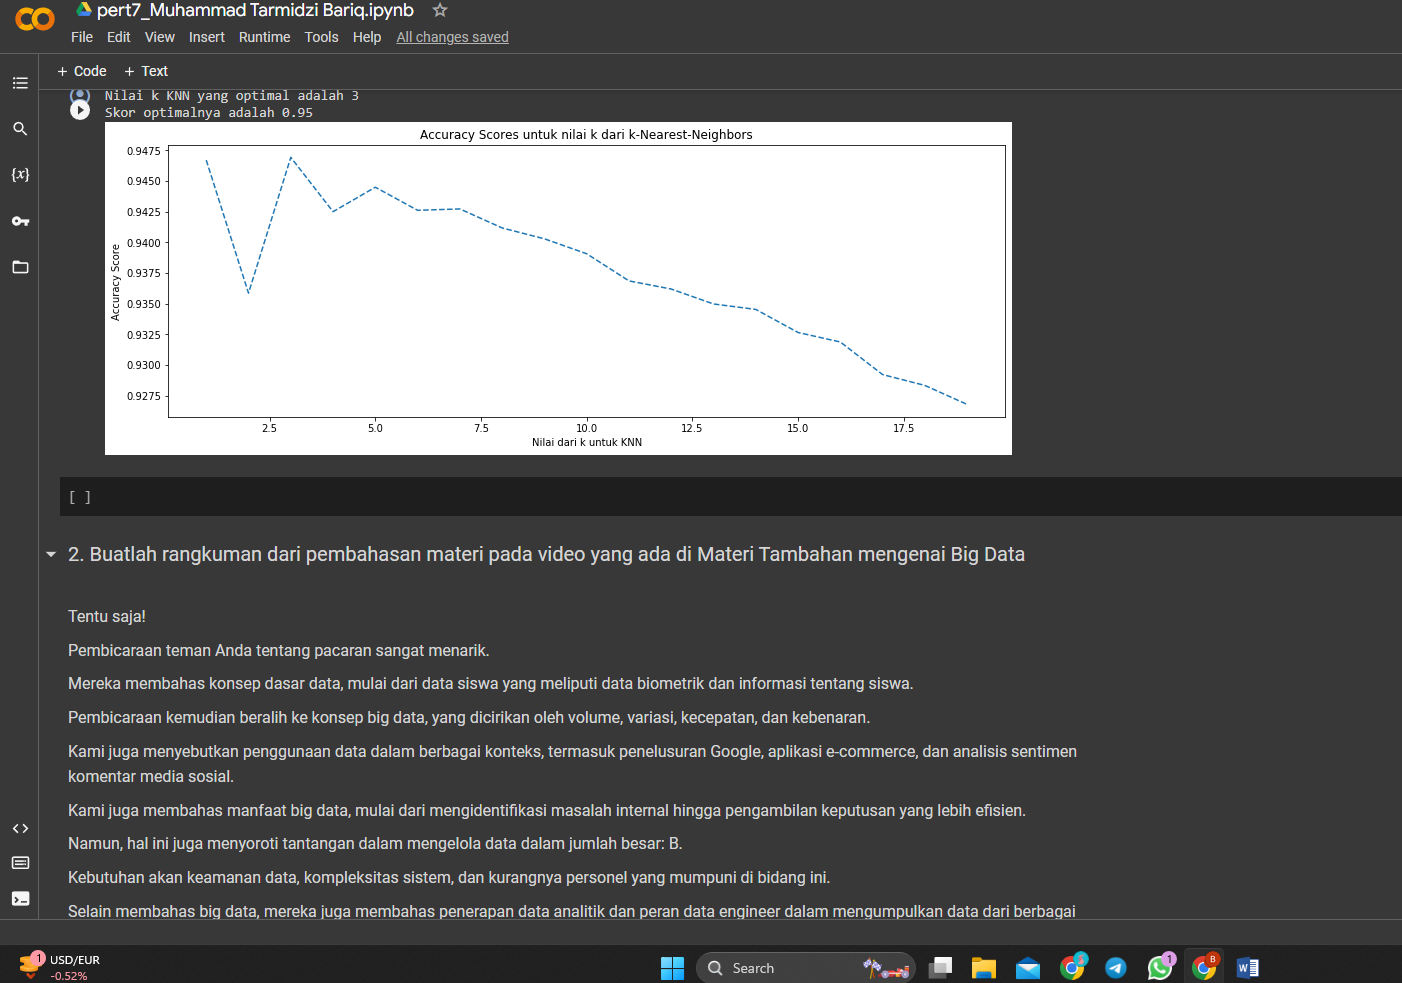 pert7_Muhammad Tarmidzi Bariq.ipynb
File Edit View Insert Runtime Tools Help All changes saved
+ Code + Text
Nilai k KNN yang optimal adalah 3
Skor optimalnya adalah 0.95
Accuracy Scores untuk nilai k dari k-Nearest-Neighbors
0.9475
0.9450
0.9425
0.9400
0.9375
0.9350
0.9325
0.9300
0.9275
Accuracy Score
2.5 5.0 7.5 10.0 12.5 15.0 17.5
Nilai dari k untuk KNN
{x}
[ ]
2. Buatlah rangkuman dari pembahasan materi pada video yang ada di Materi Tambahan mengenai Big Data
Tentu saja!
Pembicaraan teman Anda tentang pacaran sangat menarik.
Mereka membahas konsep dasar data, mulai dari data siswa yang meliputi data biometrik dan informasi tentang siswa.
Pembicaraan kemudian beralih ke konsep big data, yang dicirikan oleh volume, variasi, kecepatan, dan kebenaran.
Kami juga menyebutkan penggunaan data dalam berbagai konteks, termasuk penelusuran Google, aplikasi e-commerce, dan analisis sentimen
komentar media sosial.
Kami juga membahas manfaat big data, mulai dari mengidentifikasi masalah internal hingga pengambilan keputusan yang lebih efisien.
Namun, hal ini juga menyoroti tantangan dalam mengelola data dalam jumlah besar: B.
Kebutuhan akan keamanan data, kompleksitas sistem, dan kurangnya personel yang mumpuni di bidang ini.
Selain membahas big data, mereka juga membahas penerapan data analitik dan peran data engineer dalam mengumpulkan data dari berbagai
1 USD/EUR
-0.52%
Search
1
B
W